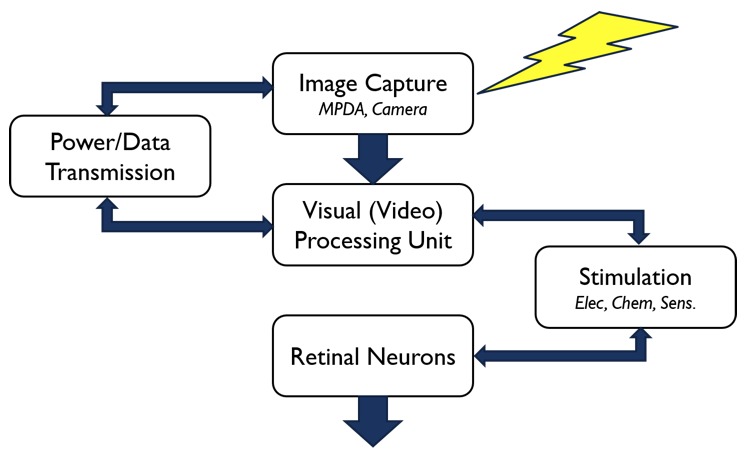 Image Capture
MPDA, Camera
Power/Data
Transmission
Visual (Video)
Processing Unit
Stimulation
Elec, Chem, Sens.
Retinal Neurons